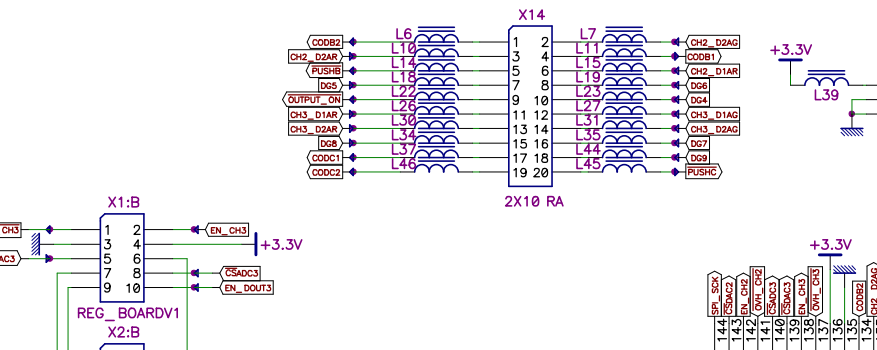 X14
L6 L7
CODB2 1 2 CH2_D2AG
L10 L11
CH2_D2AR 3 4 CODB1
L14 L15
PUSHB 5 6 CH2_D1AR
L18 L19
DG5 7 8 DG6
L22 L23
OUTPUT_ON 9 10 DG4
L26 L27
CH3_D1AR 11 12 CH3_D1AG
L30 L31
CH3_D2AR 13 14 CH3_D2AG
L34 L35
DG8 15 16 DG7
L37 L44
CODC1 17 18 DG9
L46 L45
CODC2 19 20 PUSHC
2X10 RA
+3.3V
L39
X1:B
CH3 1 2 EN_CH3
3 4 +3.3V
AC3 5 6
7 8 CSADC3
9 10 EN_DOUT3
REG_BOARDV1
X2:B
+3.3V
SPI_SCK
CSDAC2
EN_CH2
OVH_CH2
CSADC3
CSDAC3
EN_CH3
OVH_CH3
CODB2
CH2_D2AG
144
143
142
141
140
139
138
137
136
135
134